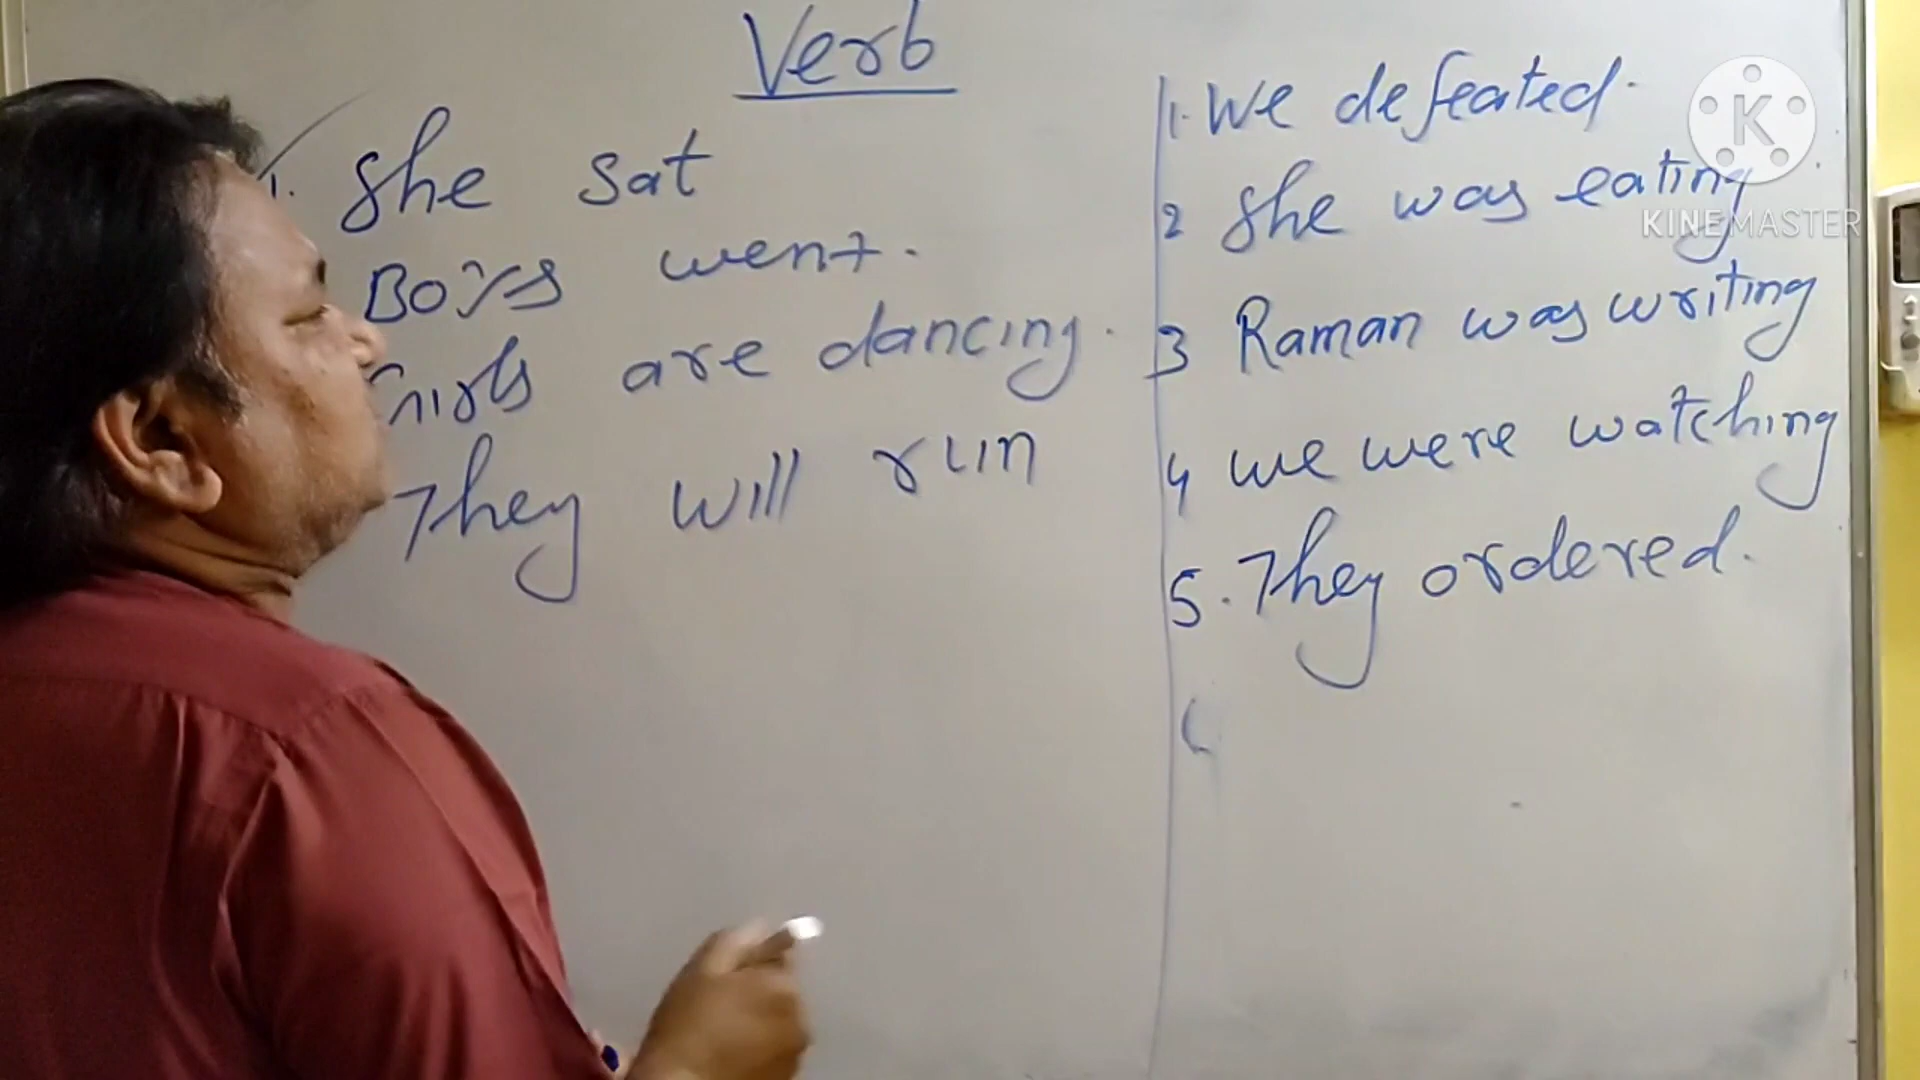 Verb
1. She sat
Boys went.
Girls are dancing.
They will run
1. We defeated.
2 She was eating
3 Raman was writing
4 we were watching
5. They ordered.
K
KINEMASTER